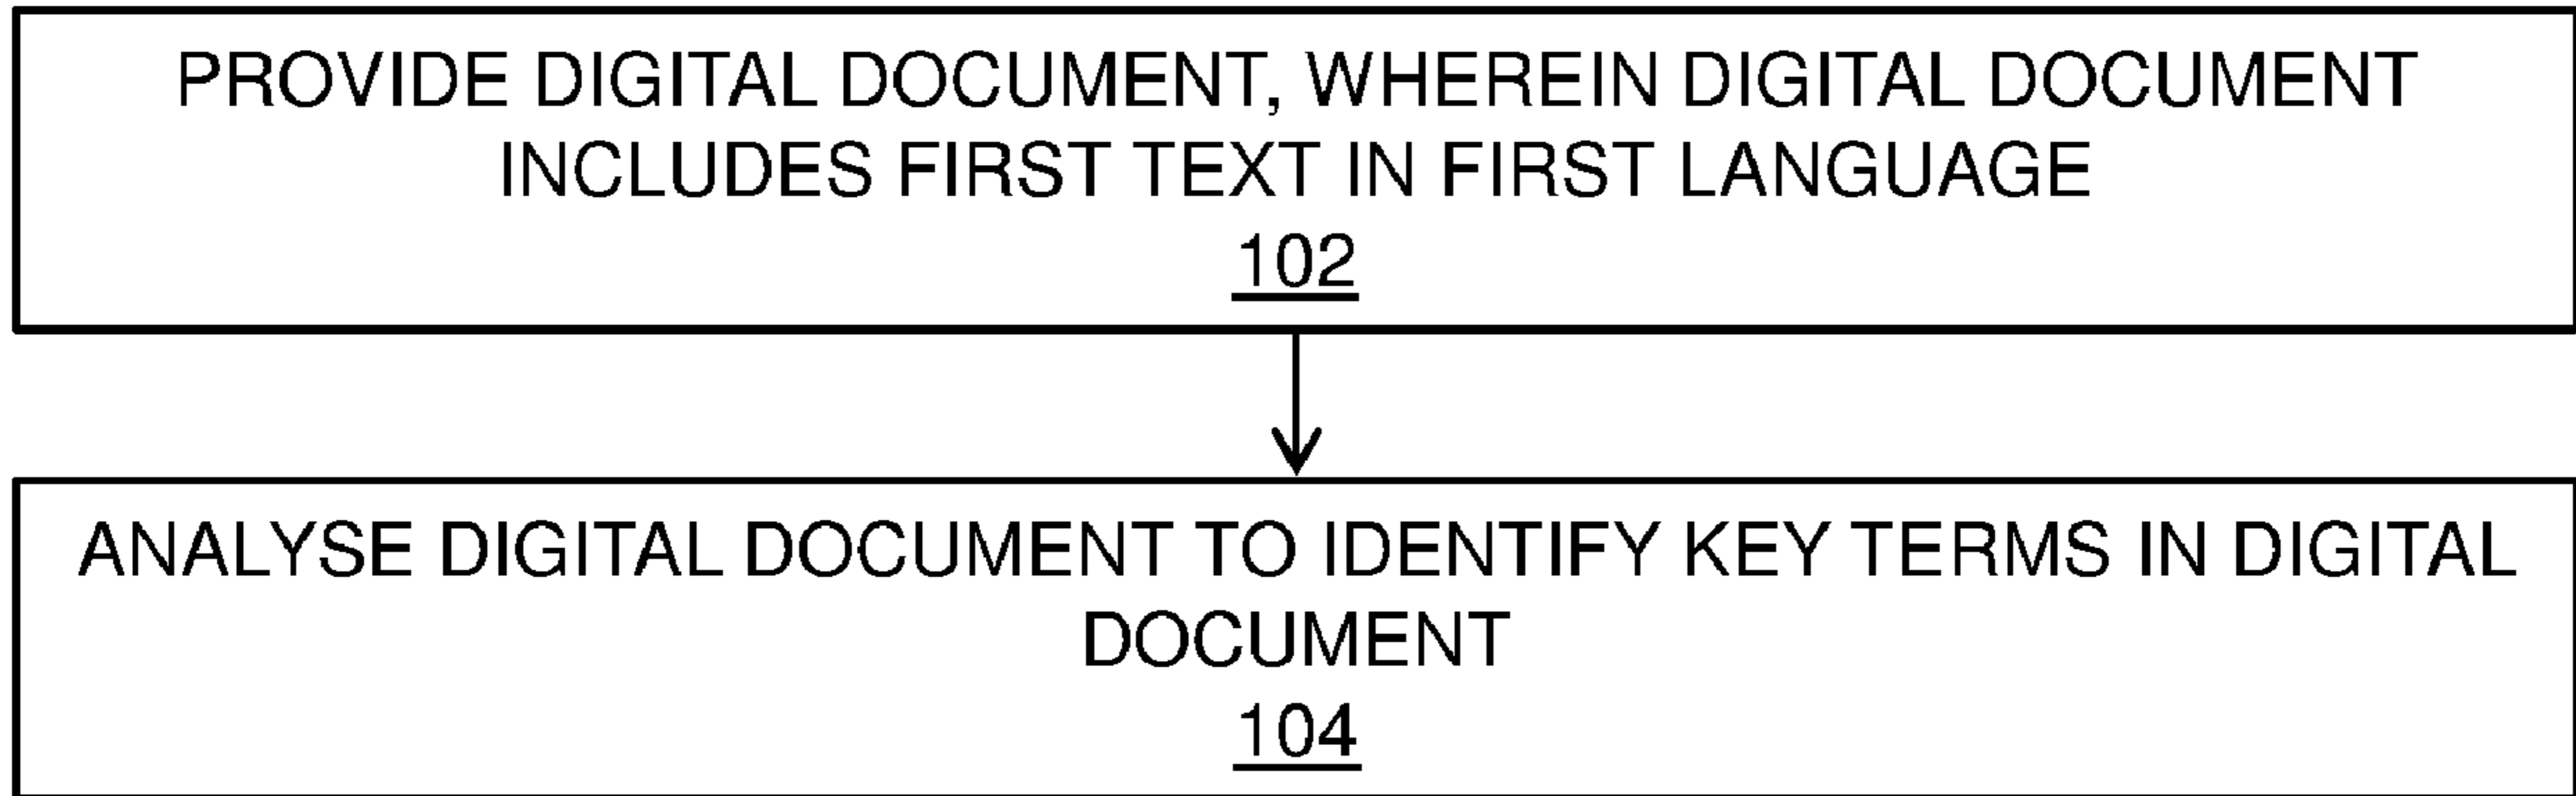 PROVIDE DIGITAL DOCUMENT, WHEREIN DIGITAL DOCUMENT
INCLUDES FIRST TEXT IN FIRST LANGUAGE
102
ANALYSE DIGITAL DOCUMENT TO IDENTIFY KEY TERMS IN DIGITAL
DOCUMENT
104